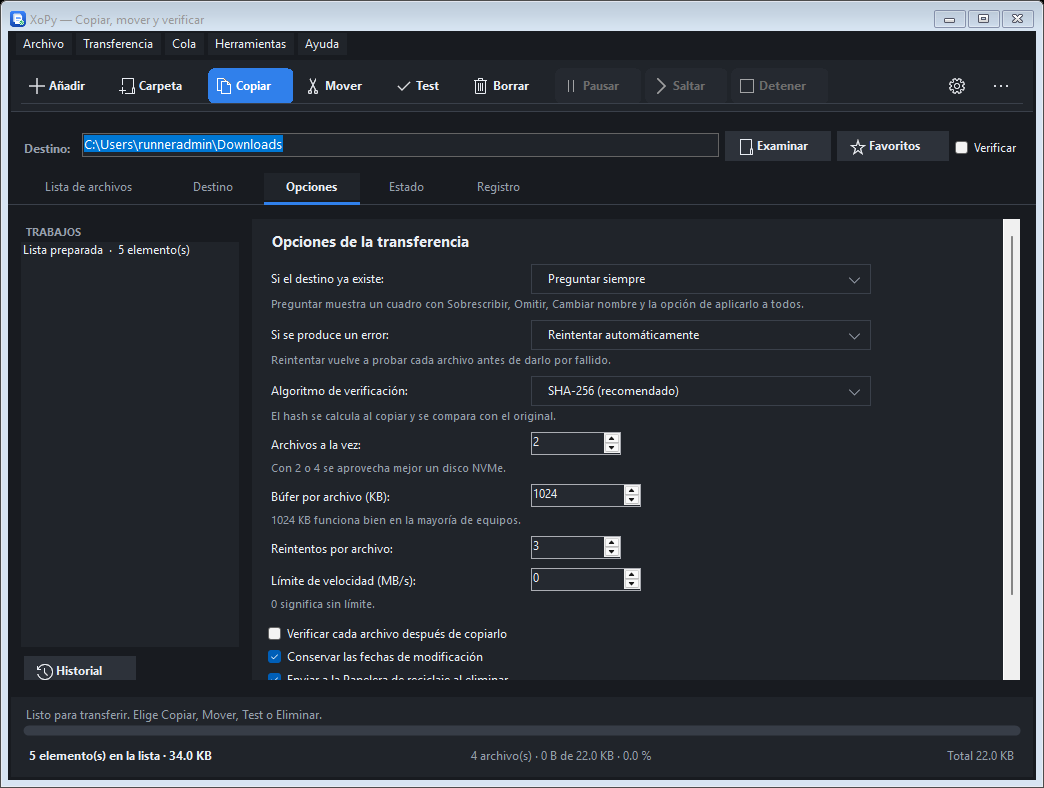 XoPy — Copiar, mover y verificar
Archivo Transferencia Cola Herramientas Ayuda
Añadir Carpeta Copiar Mover Test Borrar Pausar Saltar Detener
Destino: C:\Users\runneradmin\Downloads Examinar Favoritos Verificar
Lista de archivos Destino Opciones Estado Registro
TRABAJOS
Lista preparada · 5 elemento(s)
Opciones de la transferencia
Si el destino ya existe: Preguntar siempre
Preguntar muestra un cuadro con Sobrescribir, Omitir, Cambiar nombre y la opción de aplicarlo a todos.
Si se produce un error: Reintentar automáticamente
Reintentar vuelve a probar cada archivo antes de darlo por fallido.
Algoritmo de verificación: SHA-256 (recomendado)
El hash se calcula al copiar y se compara con el original.
Archivos a la vez: 2
Con 2 o 4 se aprovecha mejor un disco NVMe.
Búfer por archivo (KB): 1024
1024 KB funciona bien en la mayoría de equipos.
Reintentos por archivo: 3
Límite de velocidad (MB/s): 0
0 significa sin límite.
Verificar cada archivo después de copiarlo
Conservar las fechas de modificación
Enviar a la Papelera de reciclaje al eliminar
Historial
Listo para transferir. Elige Copiar, Mover, Test o Eliminar.
5 elemento(s) en la lista · 34.0 KB 4 archivo(s) · 0 B de 22.0 KB · 0.0 % Total 22.0 KB